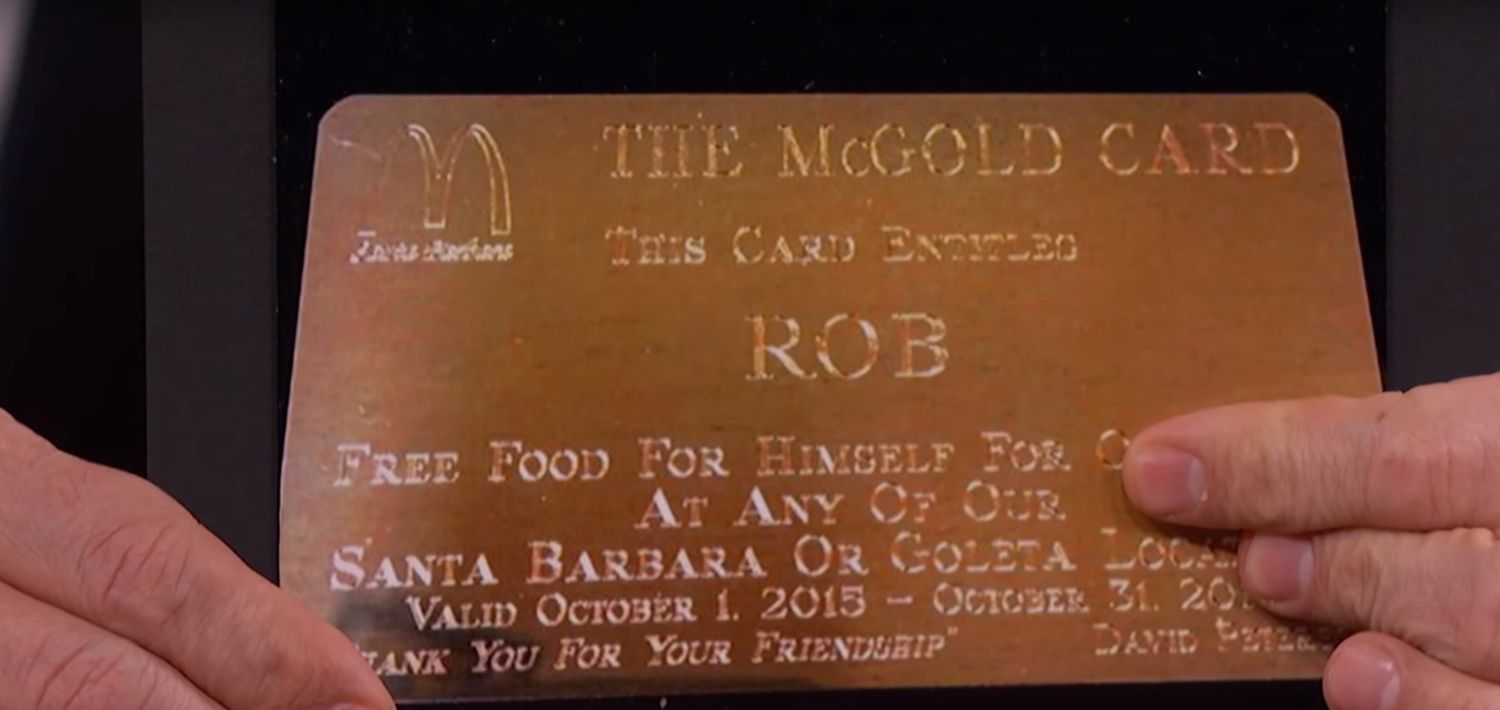 THE McGOLD CARD
THIS CARD ENTITLES
ROB
FREE FOOD FOR HIMSELF FOR
AT ANY OF OUR
SANTA BARBARA OR GOLETA
VALID OCTOBER 1, 2015 - OCTOBER 31,
YOU FOR YOUR FRIENDSHIP"
DAVID